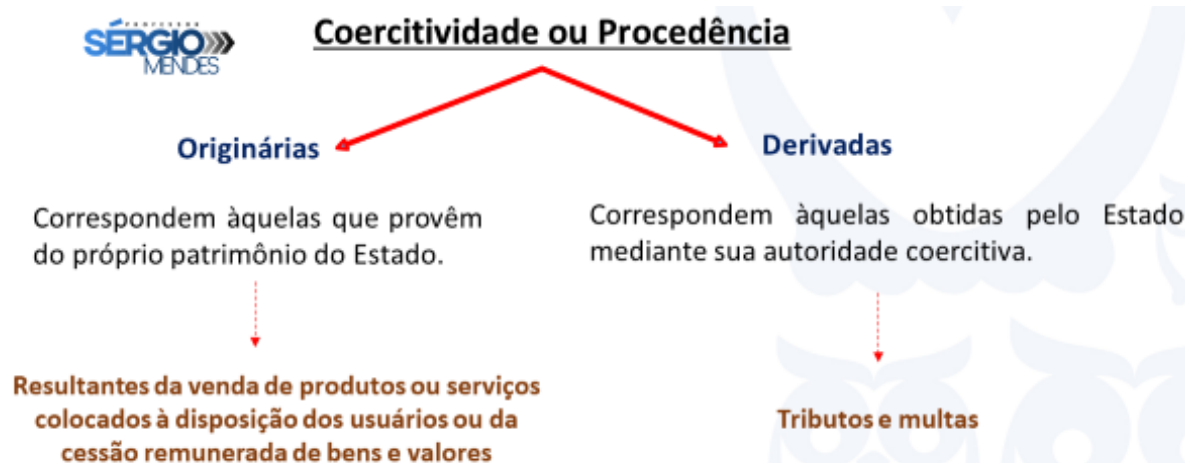 PROFESSOR
SÉRGIO
MENDES
Coercitividade ou Procedência
Originárias
Correspondem àquelas que provêm
do próprio patrimônio do Estado.
Resultantes da venda de produtos ou serviços
colocados à disposição dos usuários ou da
cessão remunerada de bens e valores
Derivadas
Correspondem àquelas obtidas pelo Estado
mediante sua autoridade coercitiva.
Tributos e multas